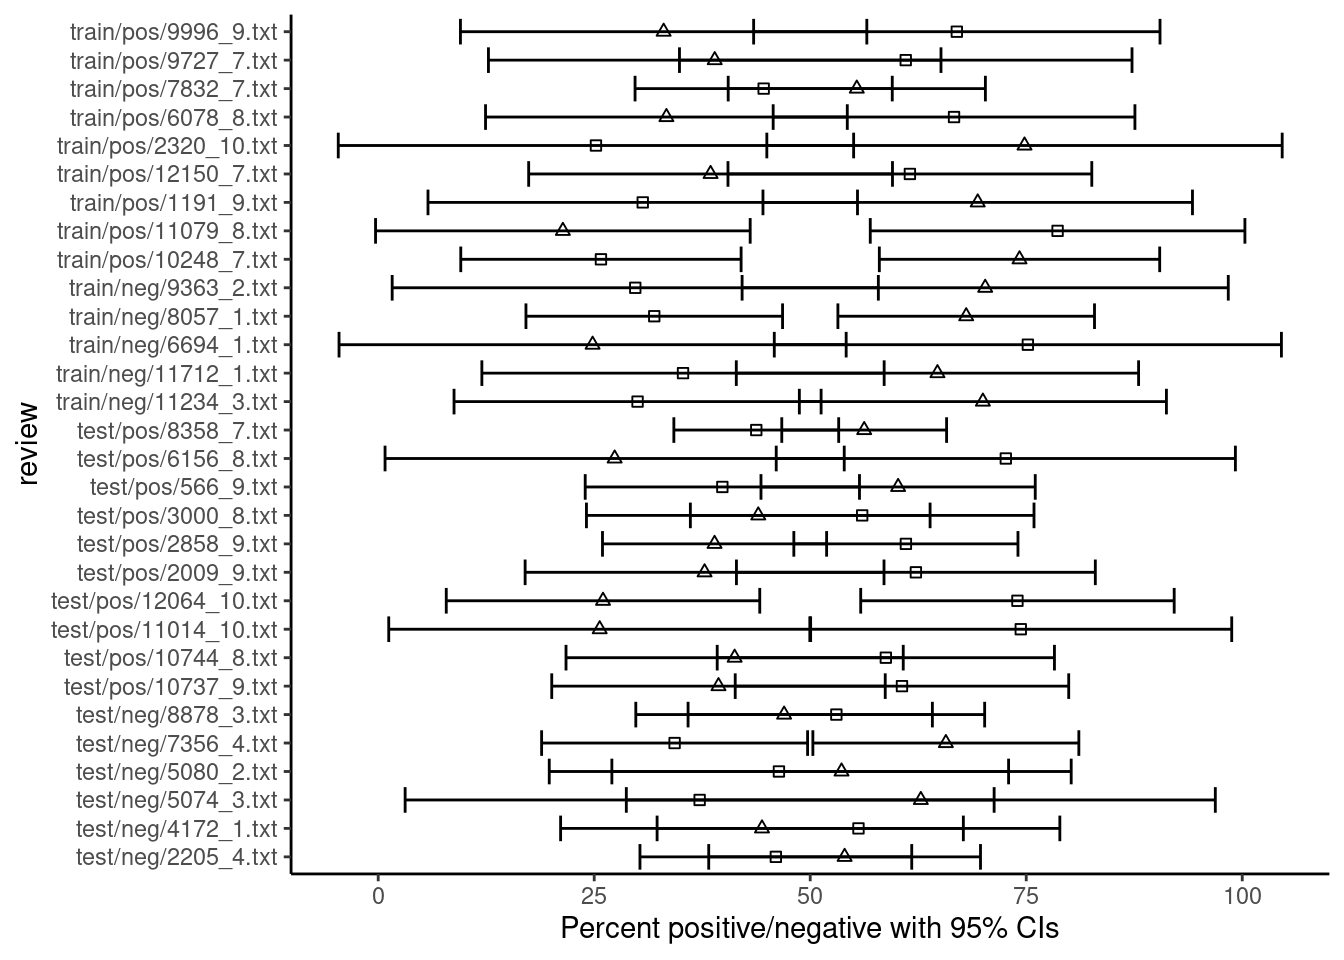 train/pos/9996_9.txt
train/pos/9727_7.txt
train/pos/7832_7.txt
train/pos/6078_8.txt
train/pos/2320_10.txt
train/pos/12150_7.txt
train/pos/1191_9.txt
train/pos/11079_8.txt
train/pos/10248_7.txt
train/neg/9363_2.txt
train/neg/8057_1.txt
train/neg/6694_1.txt
train/neg/11712_1.txt
train/neg/11234_3.txt
test/pos/8358_7.txt
test/pos/6156_8.txt
test/pos/566_9.txt
test/pos/3000_8.txt
test/pos/2858_9.txt
test/pos/2009_9.txt
test/pos/12064_10.txt
test/pos/11014_10.txt
test/pos/10744_8.txt
test/pos/10737_9.txt
test/neg/8878_3.txt
test/neg/7356_4.txt
test/neg/5080_2.txt
test/neg/5074_3.txt
test/neg/4172_1.txt
test/neg/2205_4.txt
review
0 25 50 75 100
Percent positive/negative with 95% CIs